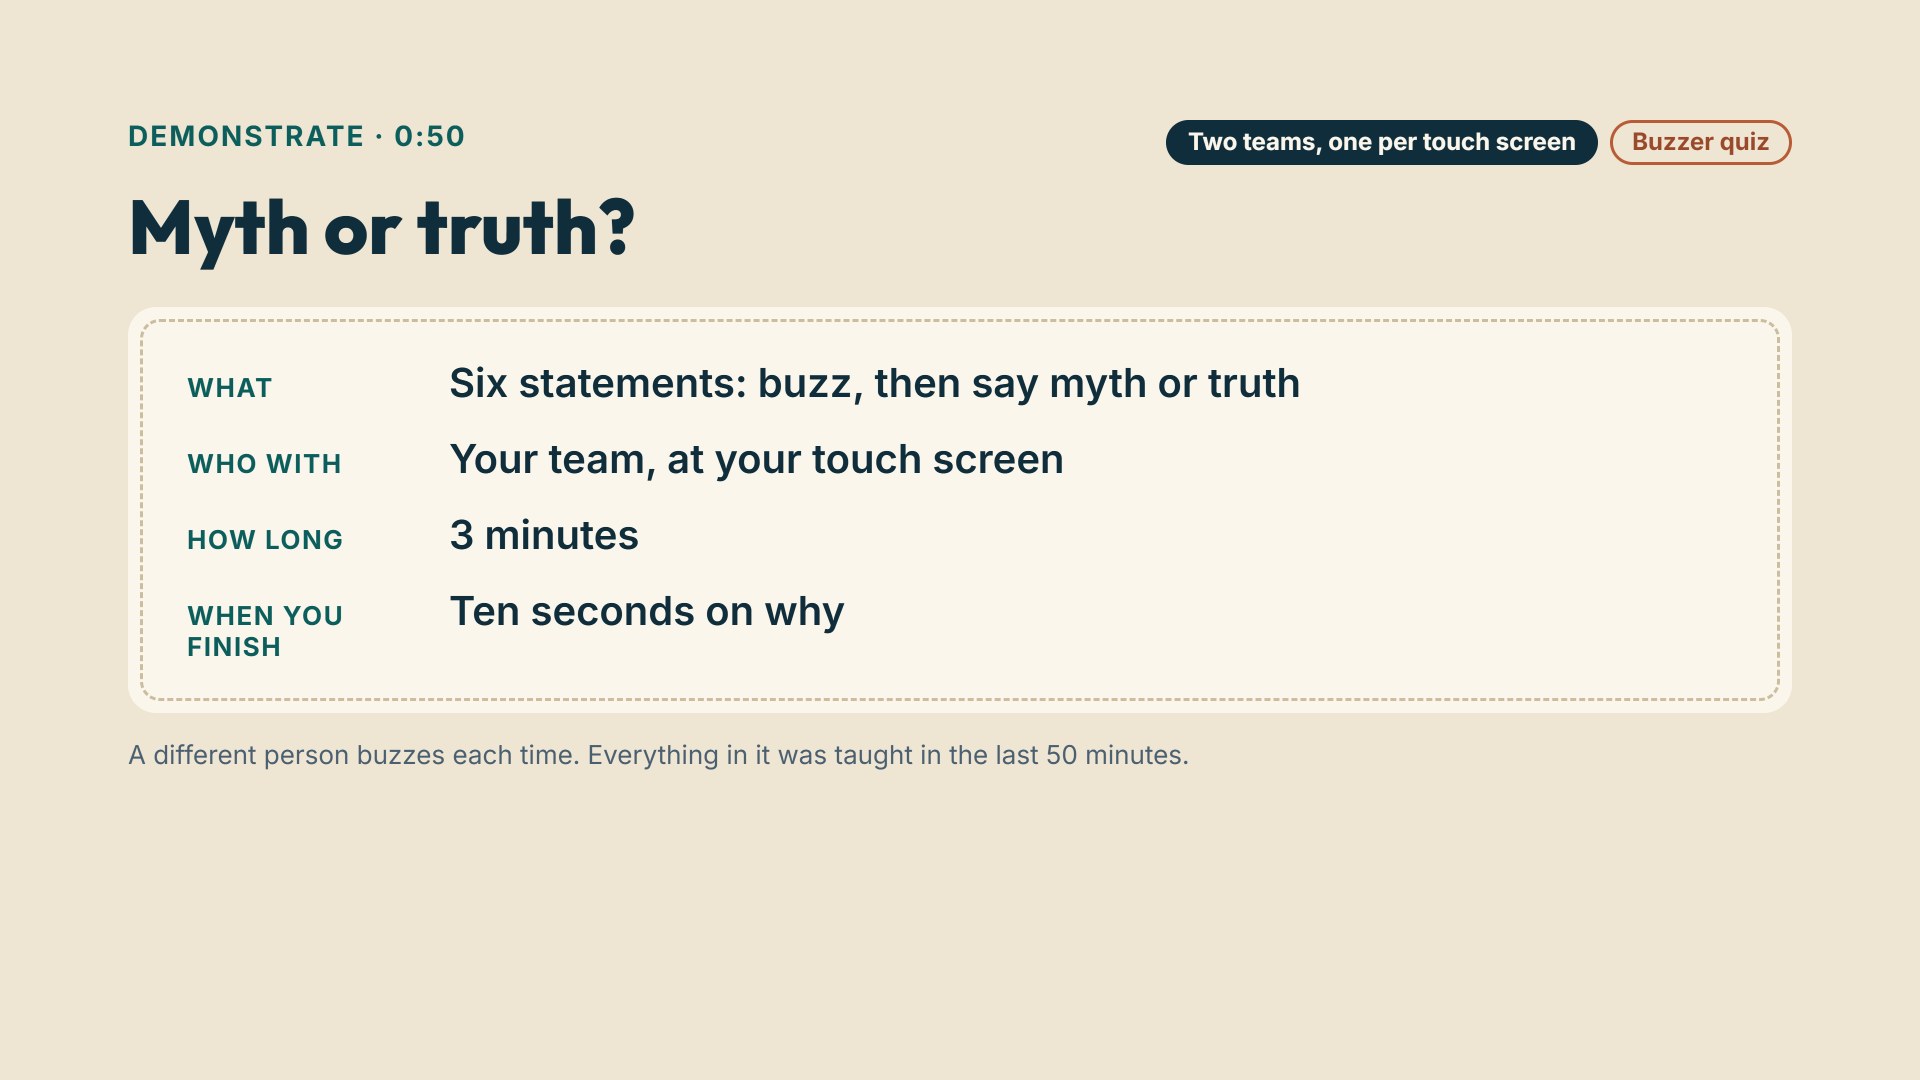 DEMONSTRATE · 0:50
Two teams, one per touch screen
Buzzer quiz
Myth or truth?
WHAT
Six statements: buzz, then say myth or truth
WHO WITH
Your team, at your touch screen
HOW LONG
3 minutes
WHEN YOU
FINISH
Ten seconds on why
A different person buzzes each time. Everything in it was taught in the last 50 minutes.